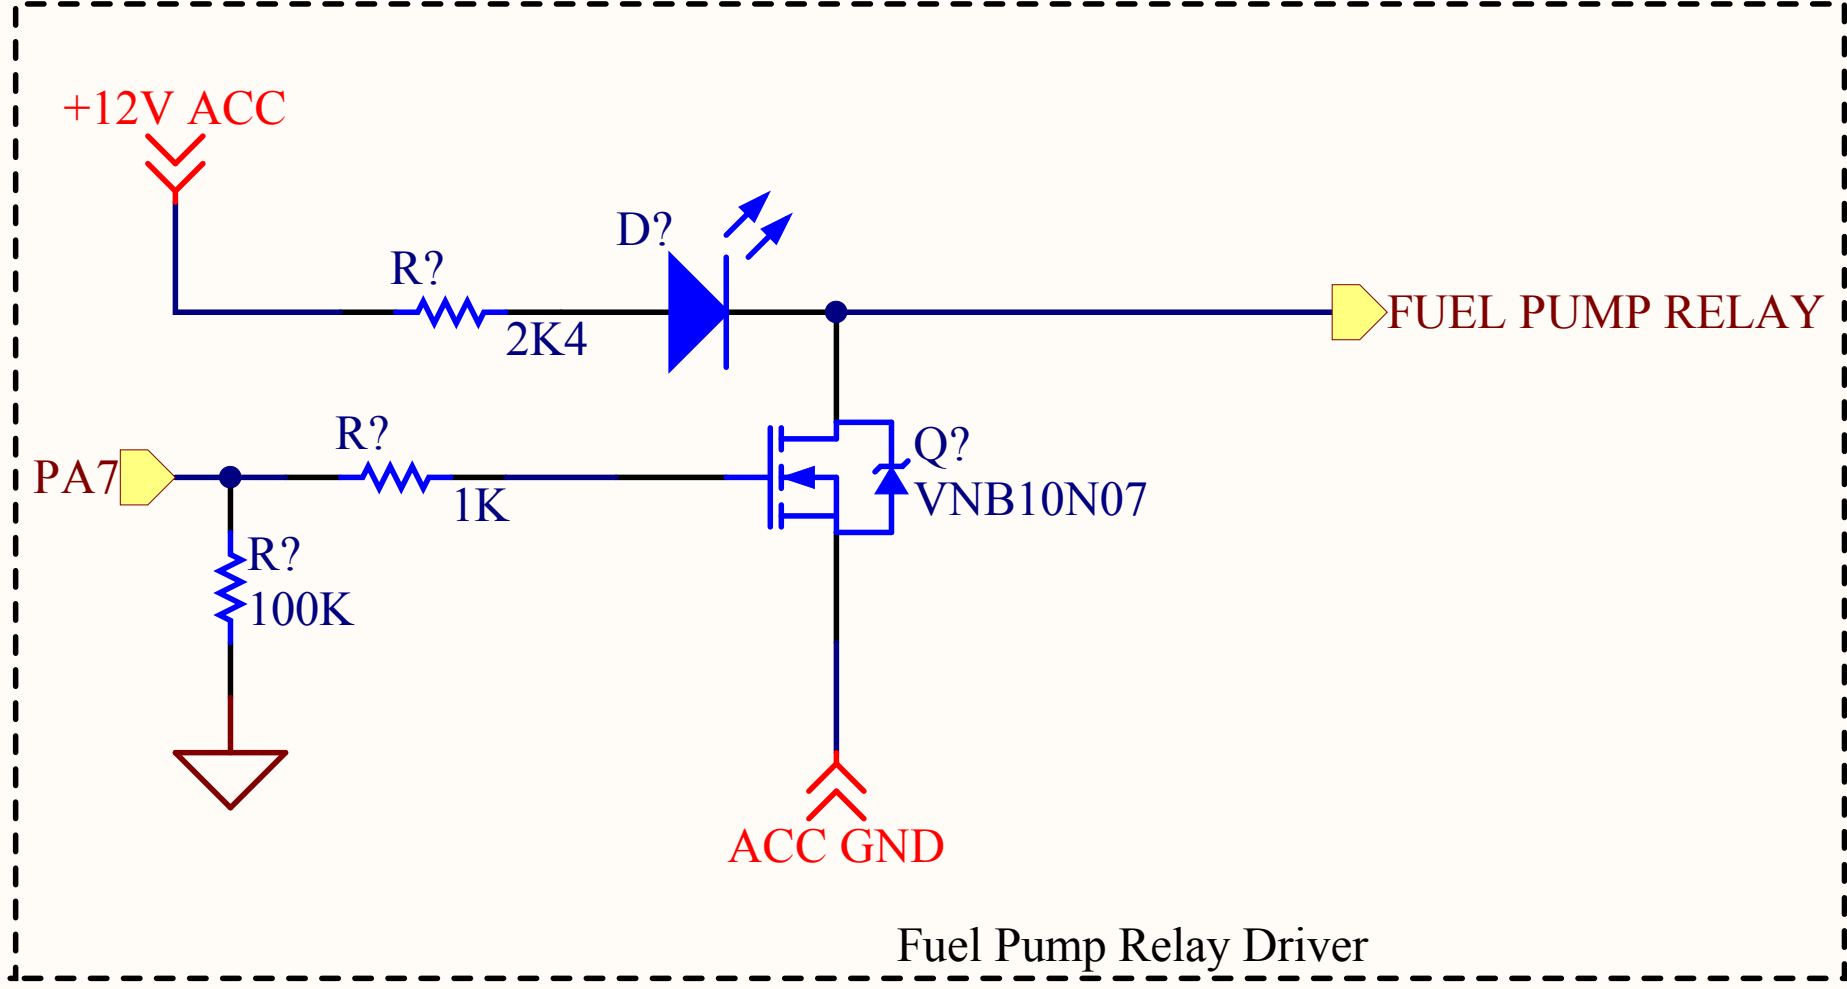 +12V ACC
D?
R?
2K4
FUEL PUMP RELAY
R?
Q?
PA7
1K
VNB10N07
R?
100K
ACC GND
Fuel Pump Relay Driver